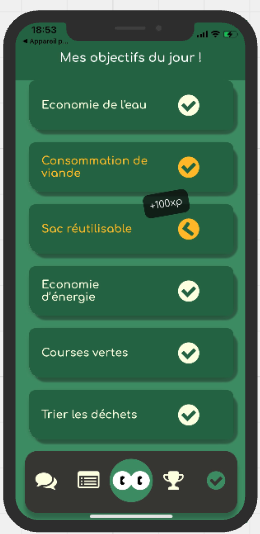 18:53
Mes objectifs du jour !
Economie de l'eau
Consommation de
viande
+100xp
Sac réutilisable
Economie
d'énergie
Courses vertes
Trier les déchets